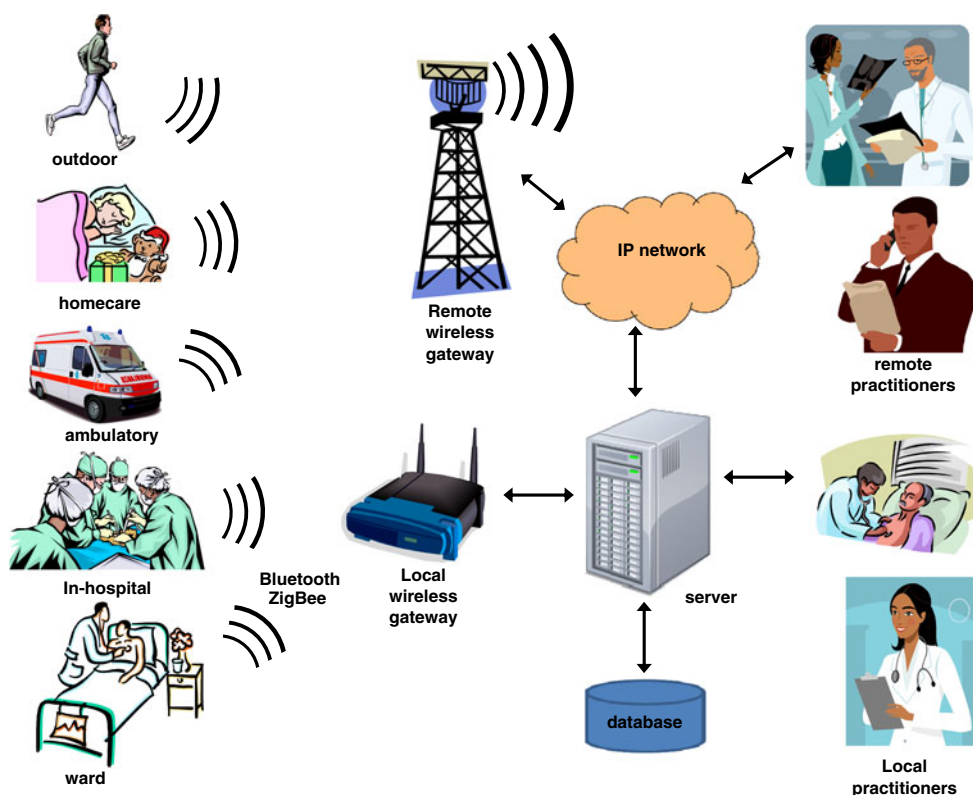 outdoor
homecare
ambulatory
In-hospital
ward
Bluetooth
ZigBee
Remote
wireless
gateway
Local
wireless
gateway
IP network
server
database
remote
practitioners
Local
practitioners